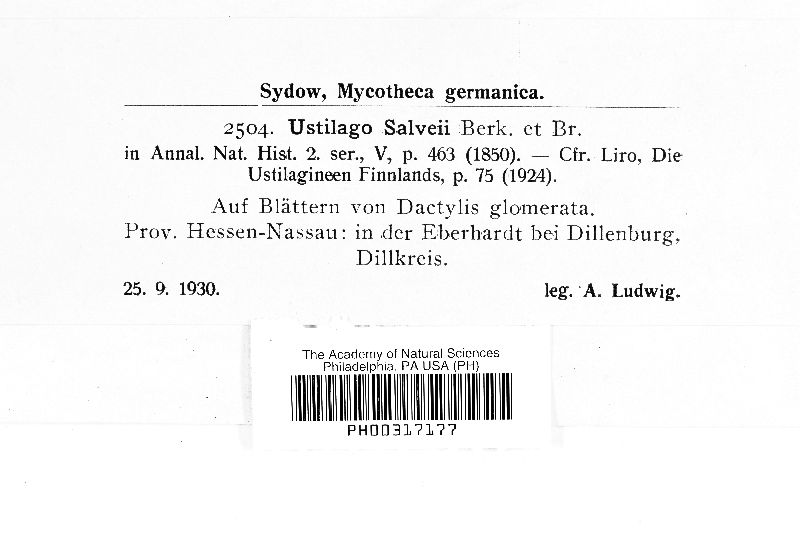 Sydow, Mycotheca germanica.
2504. Ustilago Salveii Berk. et Br.
in Annal. Nat. Hist. 2. ser., V, p. 463 (1850). — Cfr. Liro, Die
Ustilagineen Finnlands, p. 75 (1924).
Auf Blättern von Dactylis glomerata.
Prov. Hessen-Nassau: in der Eberhardt bei Dillenburg,
Dillkreis.
25. 9. 1930. leg. A. Ludwig.
The Academy of Natural Sciences
Philadelphia, PA USA (PH)
PH00317177